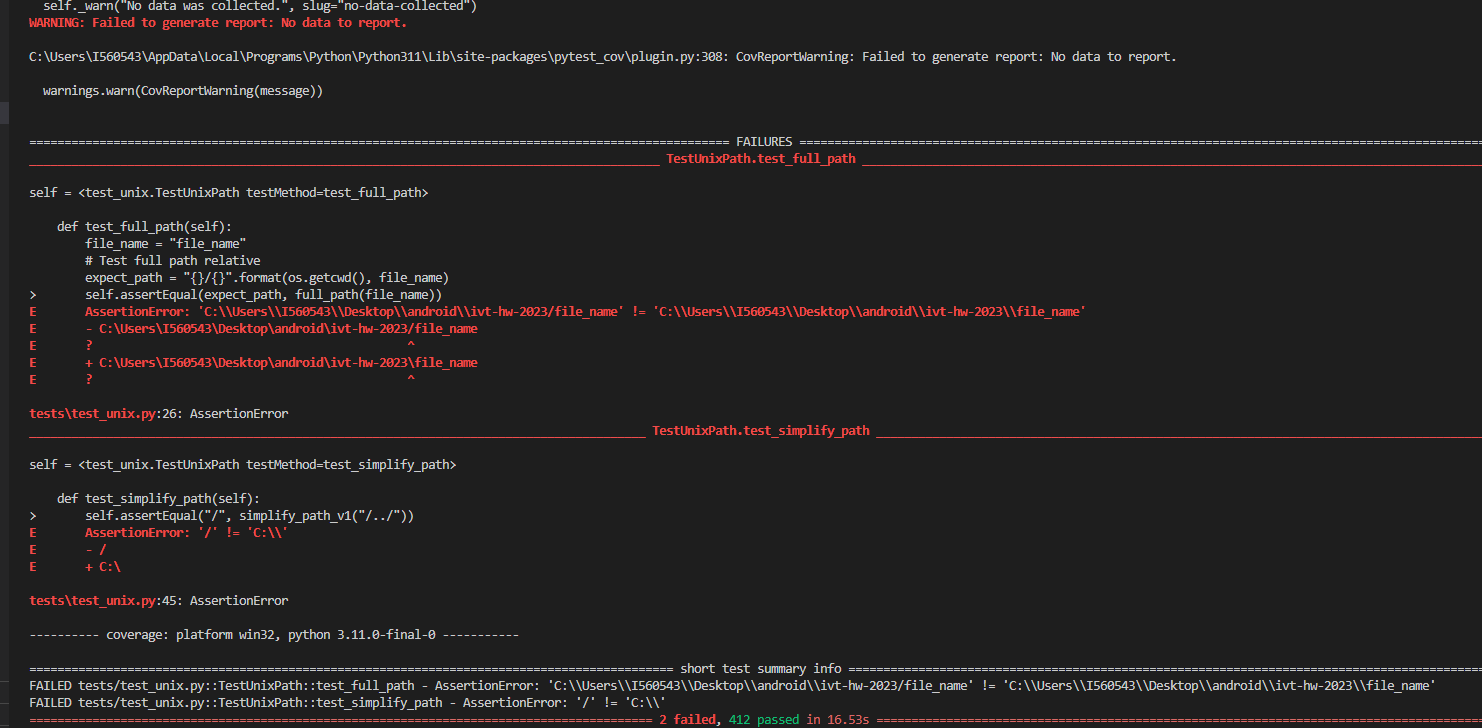 self._warn("No data was collected.", slug="no-data-collected")
WARNING: Failed to generate report: No data to report.
C:\Users\I560543\AppData\Local\Programs\Python\Python311\Lib\site-packages\pytest_cov\plugin.py:308: CovReportWarning: Failed to generate report: No data to report.
warnings.warn(CovReportWarning(message))
==================================================================================================== FAILURES ====================================================================================================
__________________________________________________________________________________________ TestUnixPath.test_full_path __________________________________________________________________________________________
self = <test_unix.TestUnixPath testMethod=test_full_path>
    def test_full_path(self):
        file_name = "file_name"
        # Test full path relative
        expect_path = "{}/{}".format(os.getcwd(), file_name)
>       self.assertEqual(expect_path, full_path(file_name))
E       AssertionError: 'C:\\Users\\I560543\\Desktop\\android\\ivt-hw-2023/file_name' != 'C:\\Users\\I560543\\Desktop\\android\\ivt-hw-2023\\file_name'
E       - C:\Users\I560543\Desktop\android\ivt-hw-2023/file_name
E       ?                                             ^
E       + C:\Users\I560543\Desktop\android\ivt-hw-2023\file_name
E       ?                                             ^
tests\test_unix.py:26: AssertionError
________________________________________________________________________________________ TestUnixPath.test_simplify_path ________________________________________________________________________________________
self = <test_unix.TestUnixPath testMethod=test_simplify_path>
    def test_simplify_path(self):
>       self.assertEqual("/", simplify_path_v1("/../"))
E       AssertionError: '/' != 'C:\\'
E       - /
E       + C:\
tests\test_unix.py:45: AssertionError
---------- coverage: platform win32, python 3.11.0-final-0 -----------
============================================================================================ short test summary info ============================================================================================
FAILED tests/test_unix.py::TestUnixPath::test_full_path - AssertionError: 'C:\\Users\\I560543\\Desktop\\android\\ivt-hw-2023/file_name' != 'C:\\Users\\I560543\\Desktop\\android\\ivt-hw-2023\\file_name'
FAILED tests/test_unix.py::TestUnixPath::test_simplify_path - AssertionError: '/' != 'C:\\'
========================================================================================= 2 failed, 412 passed in 16.53s =========================================================================================